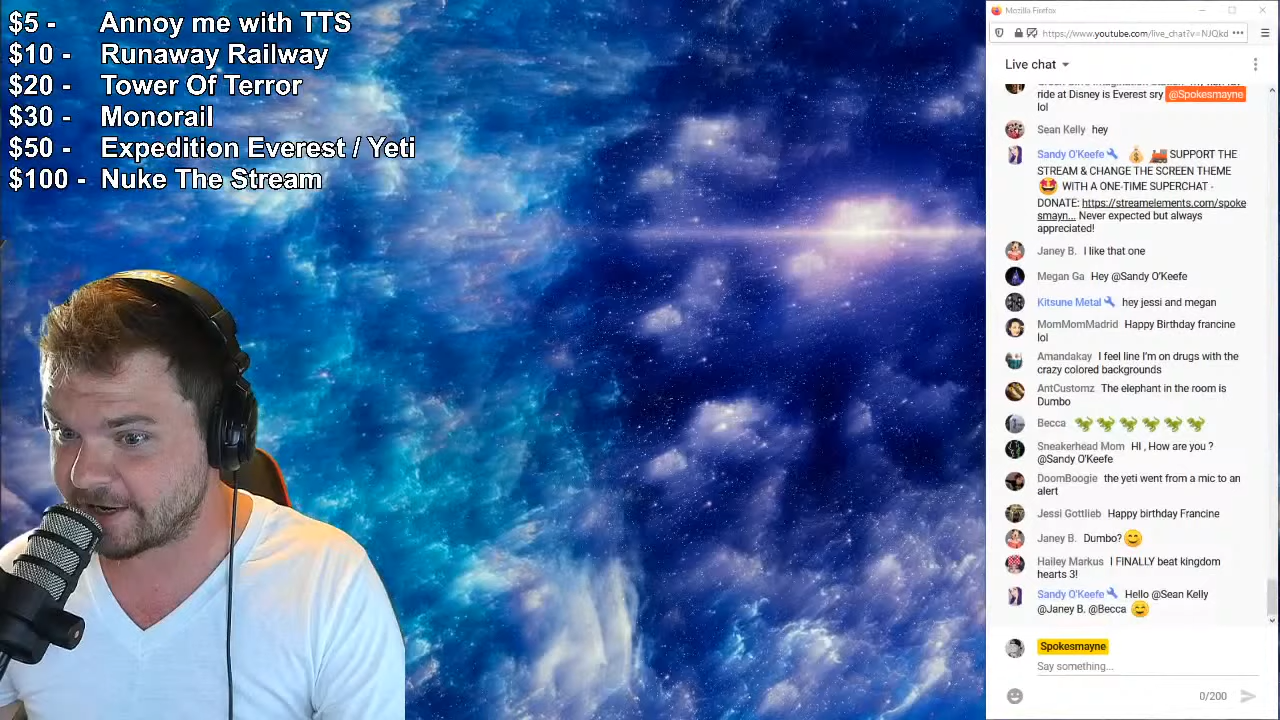 $5 - Annoy me with TTS
$10 - Runaway Railway
$20 - Tower Of Terror
$30 - Monorail
$50 - Expedition Everest / Yeti
$100 - Nuke The Stream
Mozilla Firefox
https://www.youtube.com/live_chat?v=NJQkd
Live chat
ride at Disney is Everest sry @Spokesmayne
lol
Sean Kelly hey
Sandy O'Keefe 💰 🚂 SUPPORT THE
STREAM & CHANGE THE SCREEN THEME
🤩 WITH A ONE-TIME SUPERCHAT -
DONATE: https://streamelements.com/spoke
smayn... Never expected but always
appreciated!
Janey B. I like that one
Megan Ga Hey @Sandy O'Keefe
Kitsune Metal hey jessi and megan
MomMomMadrid Happy Birthday francine
lol
Amandakay I feel line I'm on drugs with the
crazy colored backgrounds
AntCustomz The elephant in the room is
Dumbo
Becca 🦖 🦖 🦖 🦖 🦖 🦖
Sneakerhead Mom HI , How are you ?
@Sandy O'Keefe
DoomBoogie the yeti went from a mic to an
alert
Jessi Gottlieb Happy birthday Francine
Janey B. Dumbo? 😊
Hailey Markus I FINALLY beat kingdom
hearts 3!
Sandy O'Keefe Hello @Sean Kelly
@Janey B. @Becca 😊
Spokesmayne
Say something...
0/200